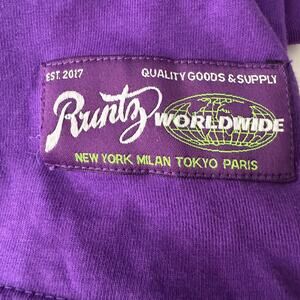 EST. 2017 QUALITY GOODS & SUPPLY
Runtz WORLDWIDE
NEW YORK MILAN TOKYO PARIS